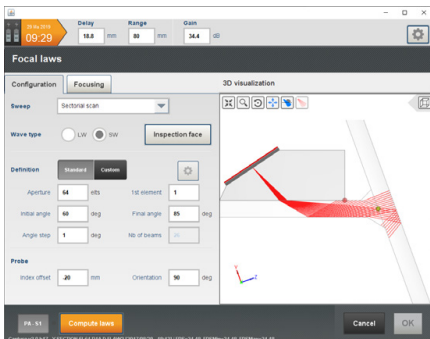 Delay Range Gain
09:29 18.8 mm 80 mm 34.4 dB
Focal laws
Configuration Focusing 3D visualization
Sweep Sectorial scan
Wave type LW SW Inspection face
Definition Standard Custom
Aperture 64 elts 1st element 1
Initial angle 60 deg Final angle 85 deg
Angle step 1 deg Nb of beams
Probe
Index offset -20 mm Orientation 90 deg
Y Z
PA - S1 Compute laws Cancel OK